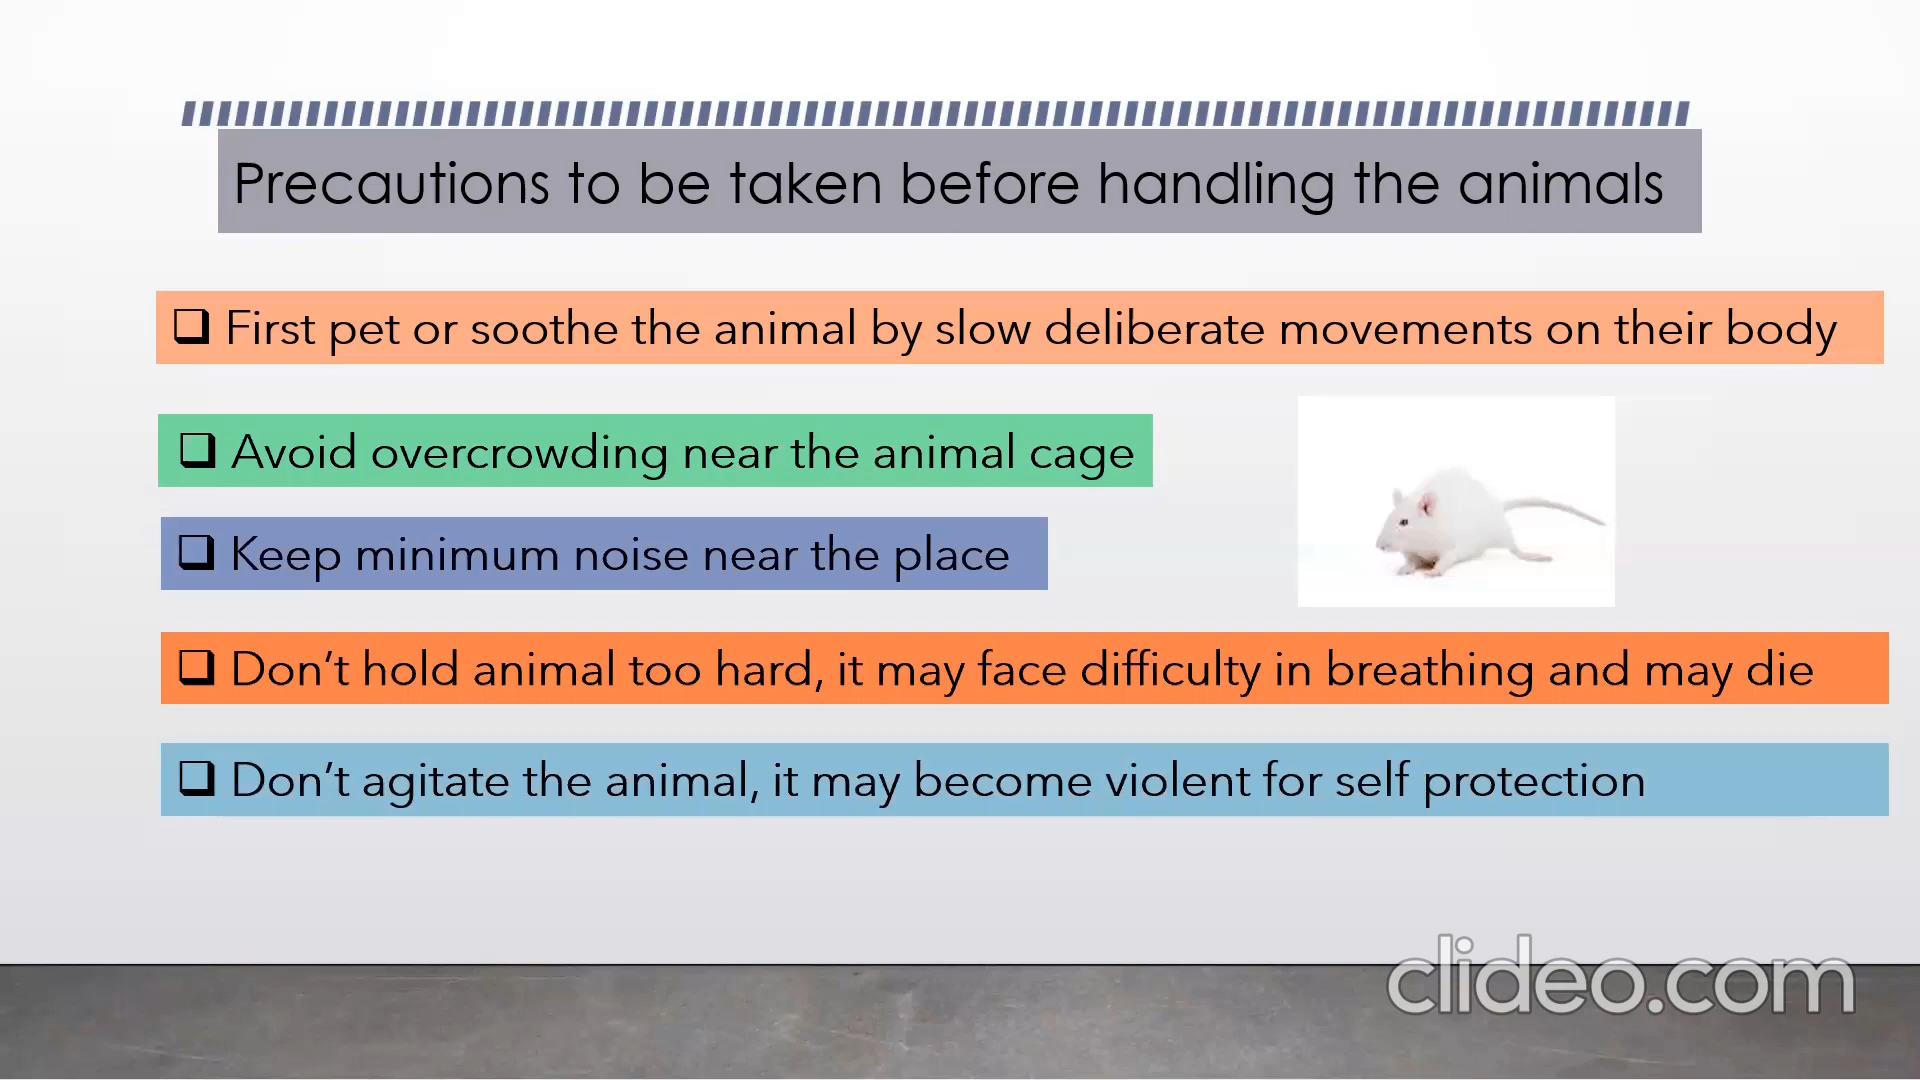 Precautions to be taken before handling the animals
❑ First pet or soothe the animal by slow deliberate movements on their body
❑ Avoid overcrowding near the animal cage
❑ Keep minimum noise near the place
❑ Don’t hold animal too hard, it may face difficulty in breathing and may die
❑ Don’t agitate the animal, it may become violent for self protection
clideo.com